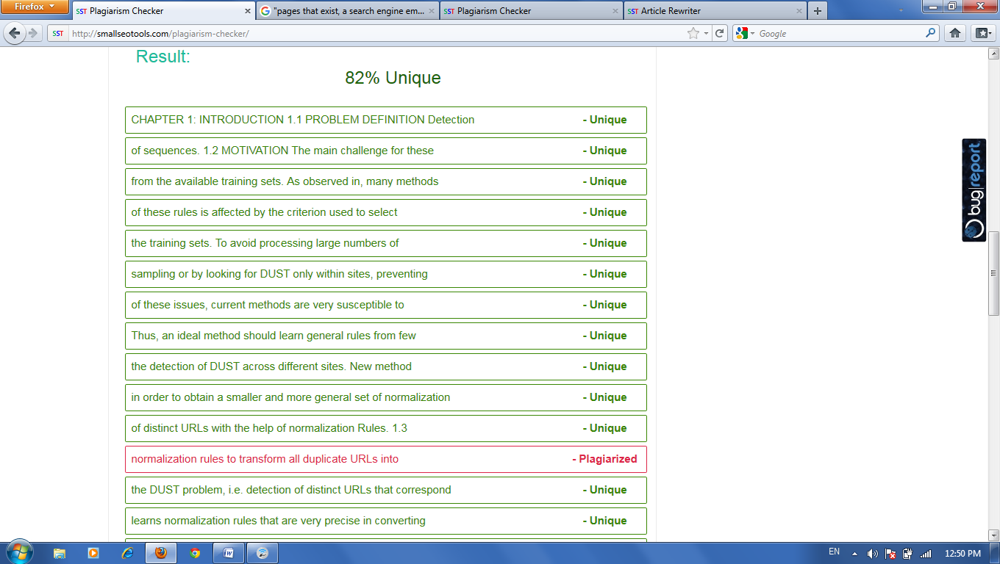 Firefox
SST Plagiarism Checker
"pages that exist, a search engine em...
SST Plagiarism Checker
SST Article Rewriter
SST http://smallseotools.com/plagiarism-checker/
Google
Result:
82% Unique
CHAPTER 1: INTRODUCTION 1.1 PROBLEM DEFINITION Detection - Unique
of sequences. 1.2 MOTIVATION The main challenge for these - Unique
from the available training sets. As observed in, many methods - Unique
of these rules is affected by the criterion used to select - Unique
the training sets. To avoid processing large numbers of - Unique
sampling or by looking for DUST only within sites, preventing - Unique
of these issues, current methods are very susceptible to - Unique
Thus, an ideal method should learn general rules from few - Unique
the detection of DUST across different sites. New method - Unique
in order to obtain a smaller and more general set of normalization - Unique
of distinct URLs with the help of normalization Rules. 1.3 - Unique
normalization rules to transform all duplicate URLs into - Plagiarized
the DUST problem, i.e. detection of distinct URLs that correspond - Unique
learns normalization rules that are very precise in converting - Unique
bug|report
EN
12:50 PM